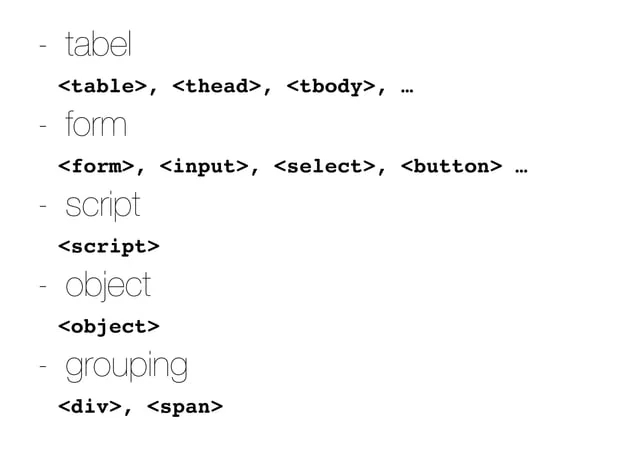 - tabel
<table>, <thead>, <tbody>, …
- form
<form>, <input>, <select>, <button> …
- script
<script>
- object
<object>
- grouping
<div>, <span>